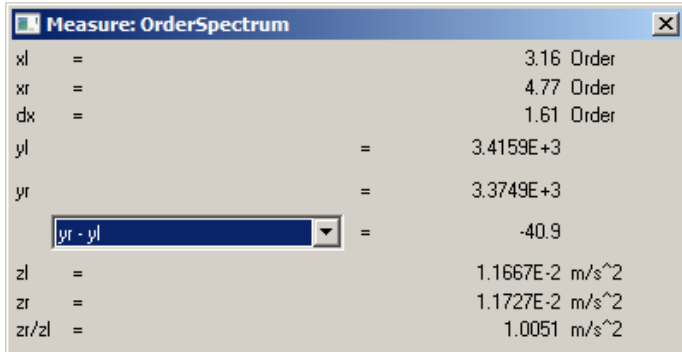 Measure: OrderSpectrum
xl = 3.16 Order
xr = 4.77 Order
dx = 1.61 Order
yl = 3.4159E+3
yr = 3.3749E+3
yr - yl = -40.9
zl = 1.1667E-2 m/s^2
zr = 1.1727E-2 m/s^2
zr/zl = 1.0051 m/s^2